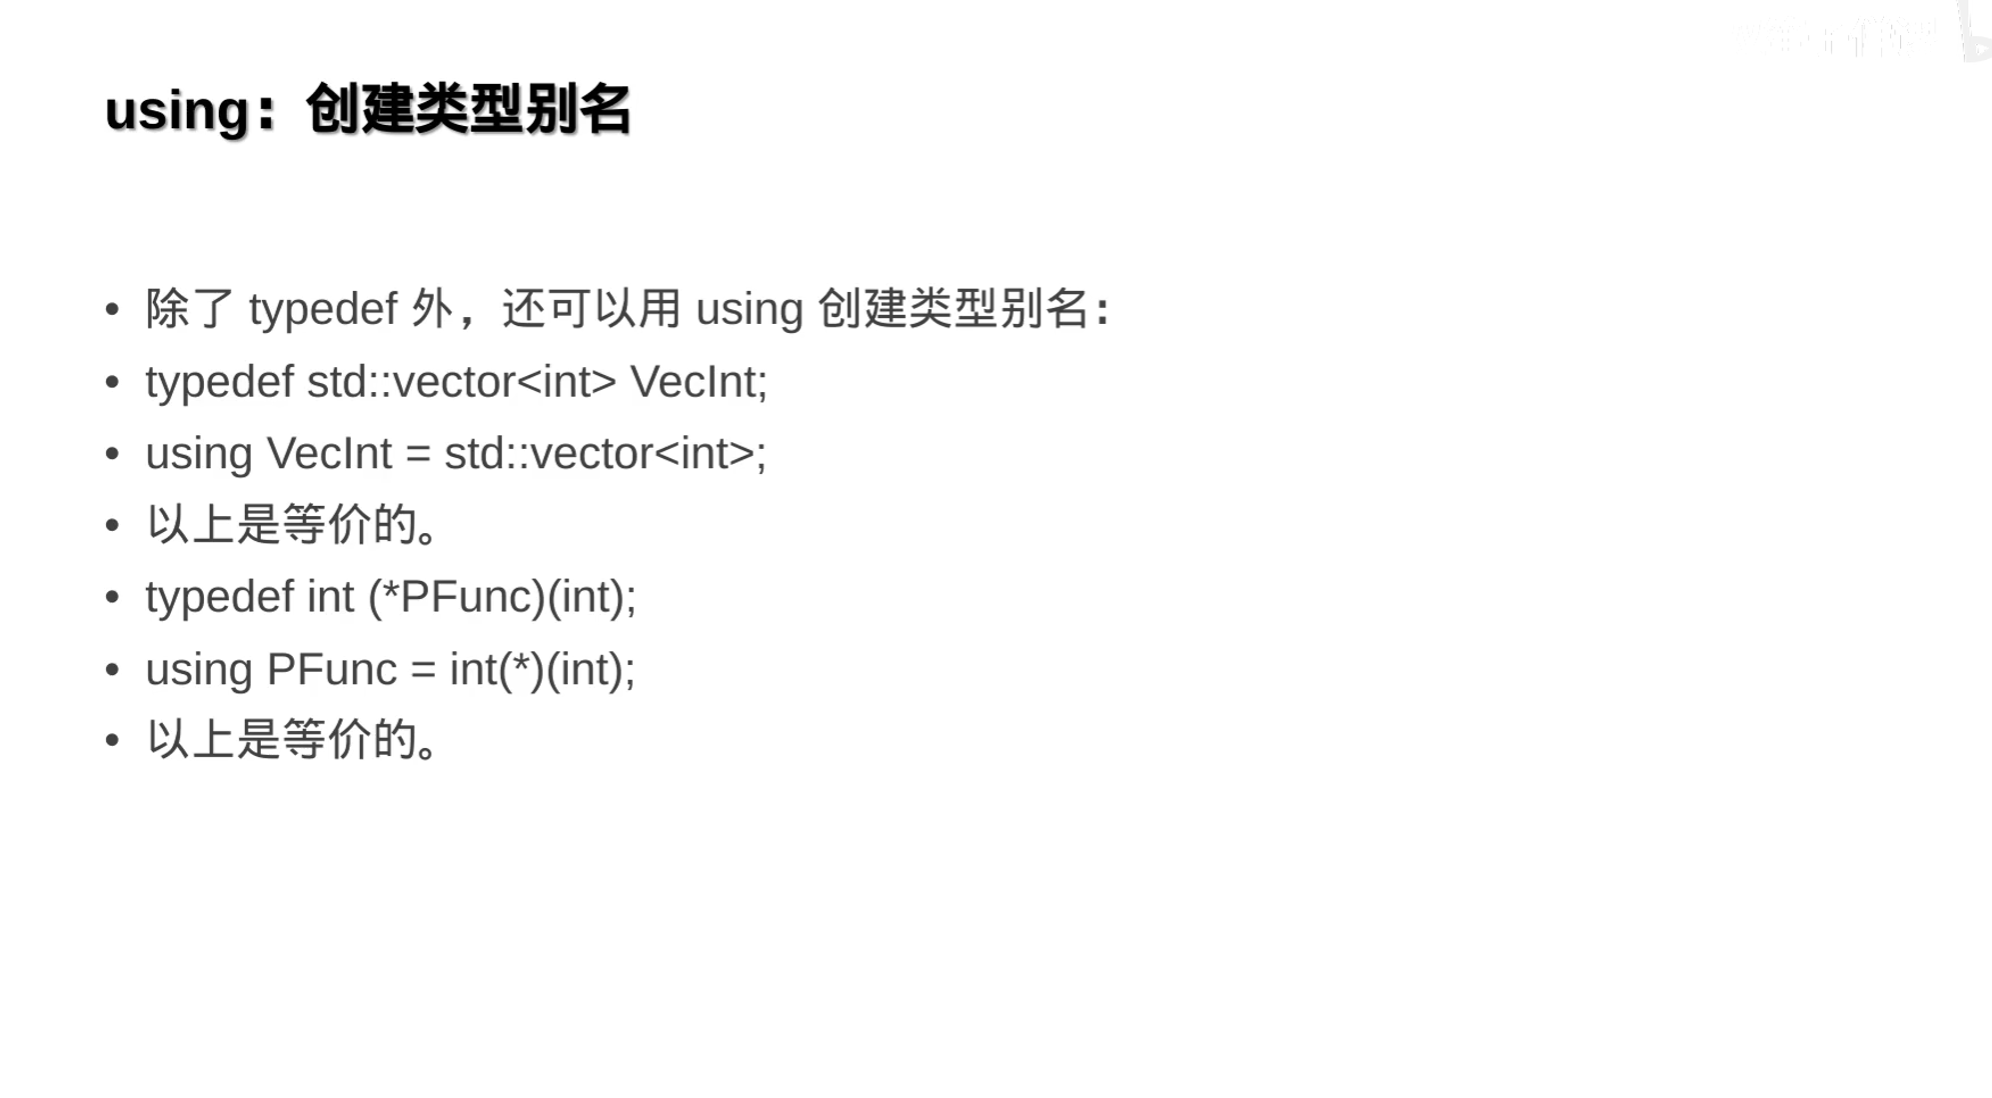 using：创建类型别名
• 除了 typedef 外，还可以用 using 创建类型别名：
• typedef std::vector<int> VecInt;
• using VecInt = std::vector<int>;
• 以上是等价的。
• typedef int (*PFunc)(int);
• using PFunc = int(*)(int);
• 以上是等价的。